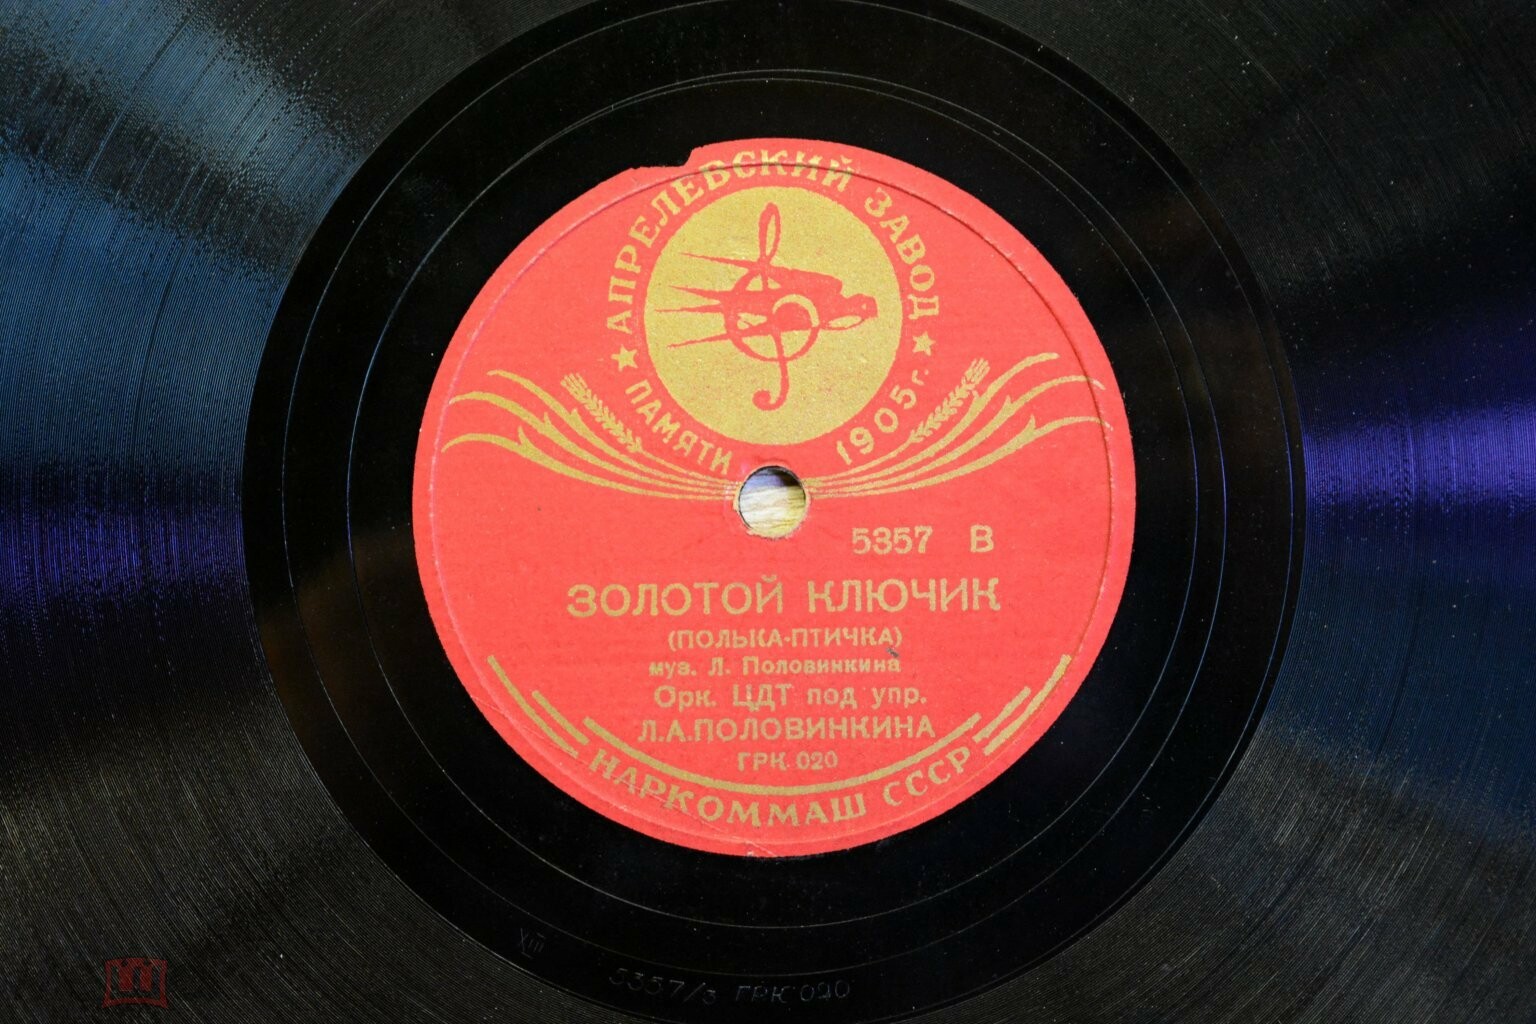 АПРЕЛЕВСКИЙ ЗАВОД
ПАМЯТИ 1905 г.
5357 В
ЗОЛОТОЙ КЛЮЧИК
(ПОЛЬКА-ПТИЧКА)
муз. Л. Половинкина
Орк. ЦДТ под упр.
Л.А.ПОЛОВИНКИНА
ГРК 020
НАРКОММАШ СССР
XIII
5357/3 ГРК 020